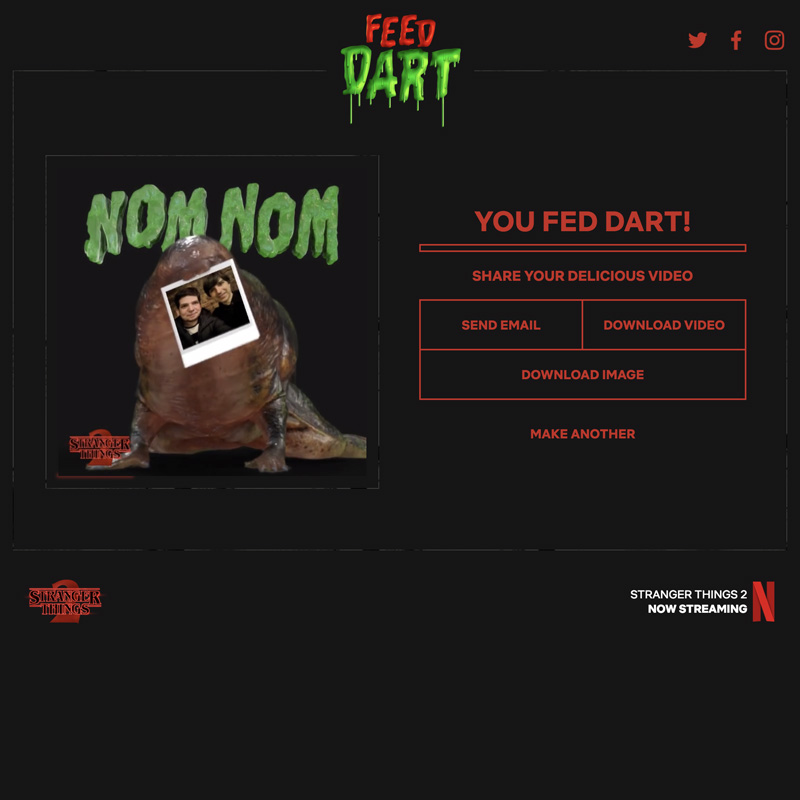 FEED
DART
NOM NOM
STRANGER
THINGS
2
YOU FED DART!
SHARE YOUR DELICIOUS VIDEO
SEND EMAIL
DOWNLOAD VIDEO
DOWNLOAD IMAGE
MAKE ANOTHER
STRANGER
THINGS
2
STRANGER THINGS 2
NOW STREAMING
N